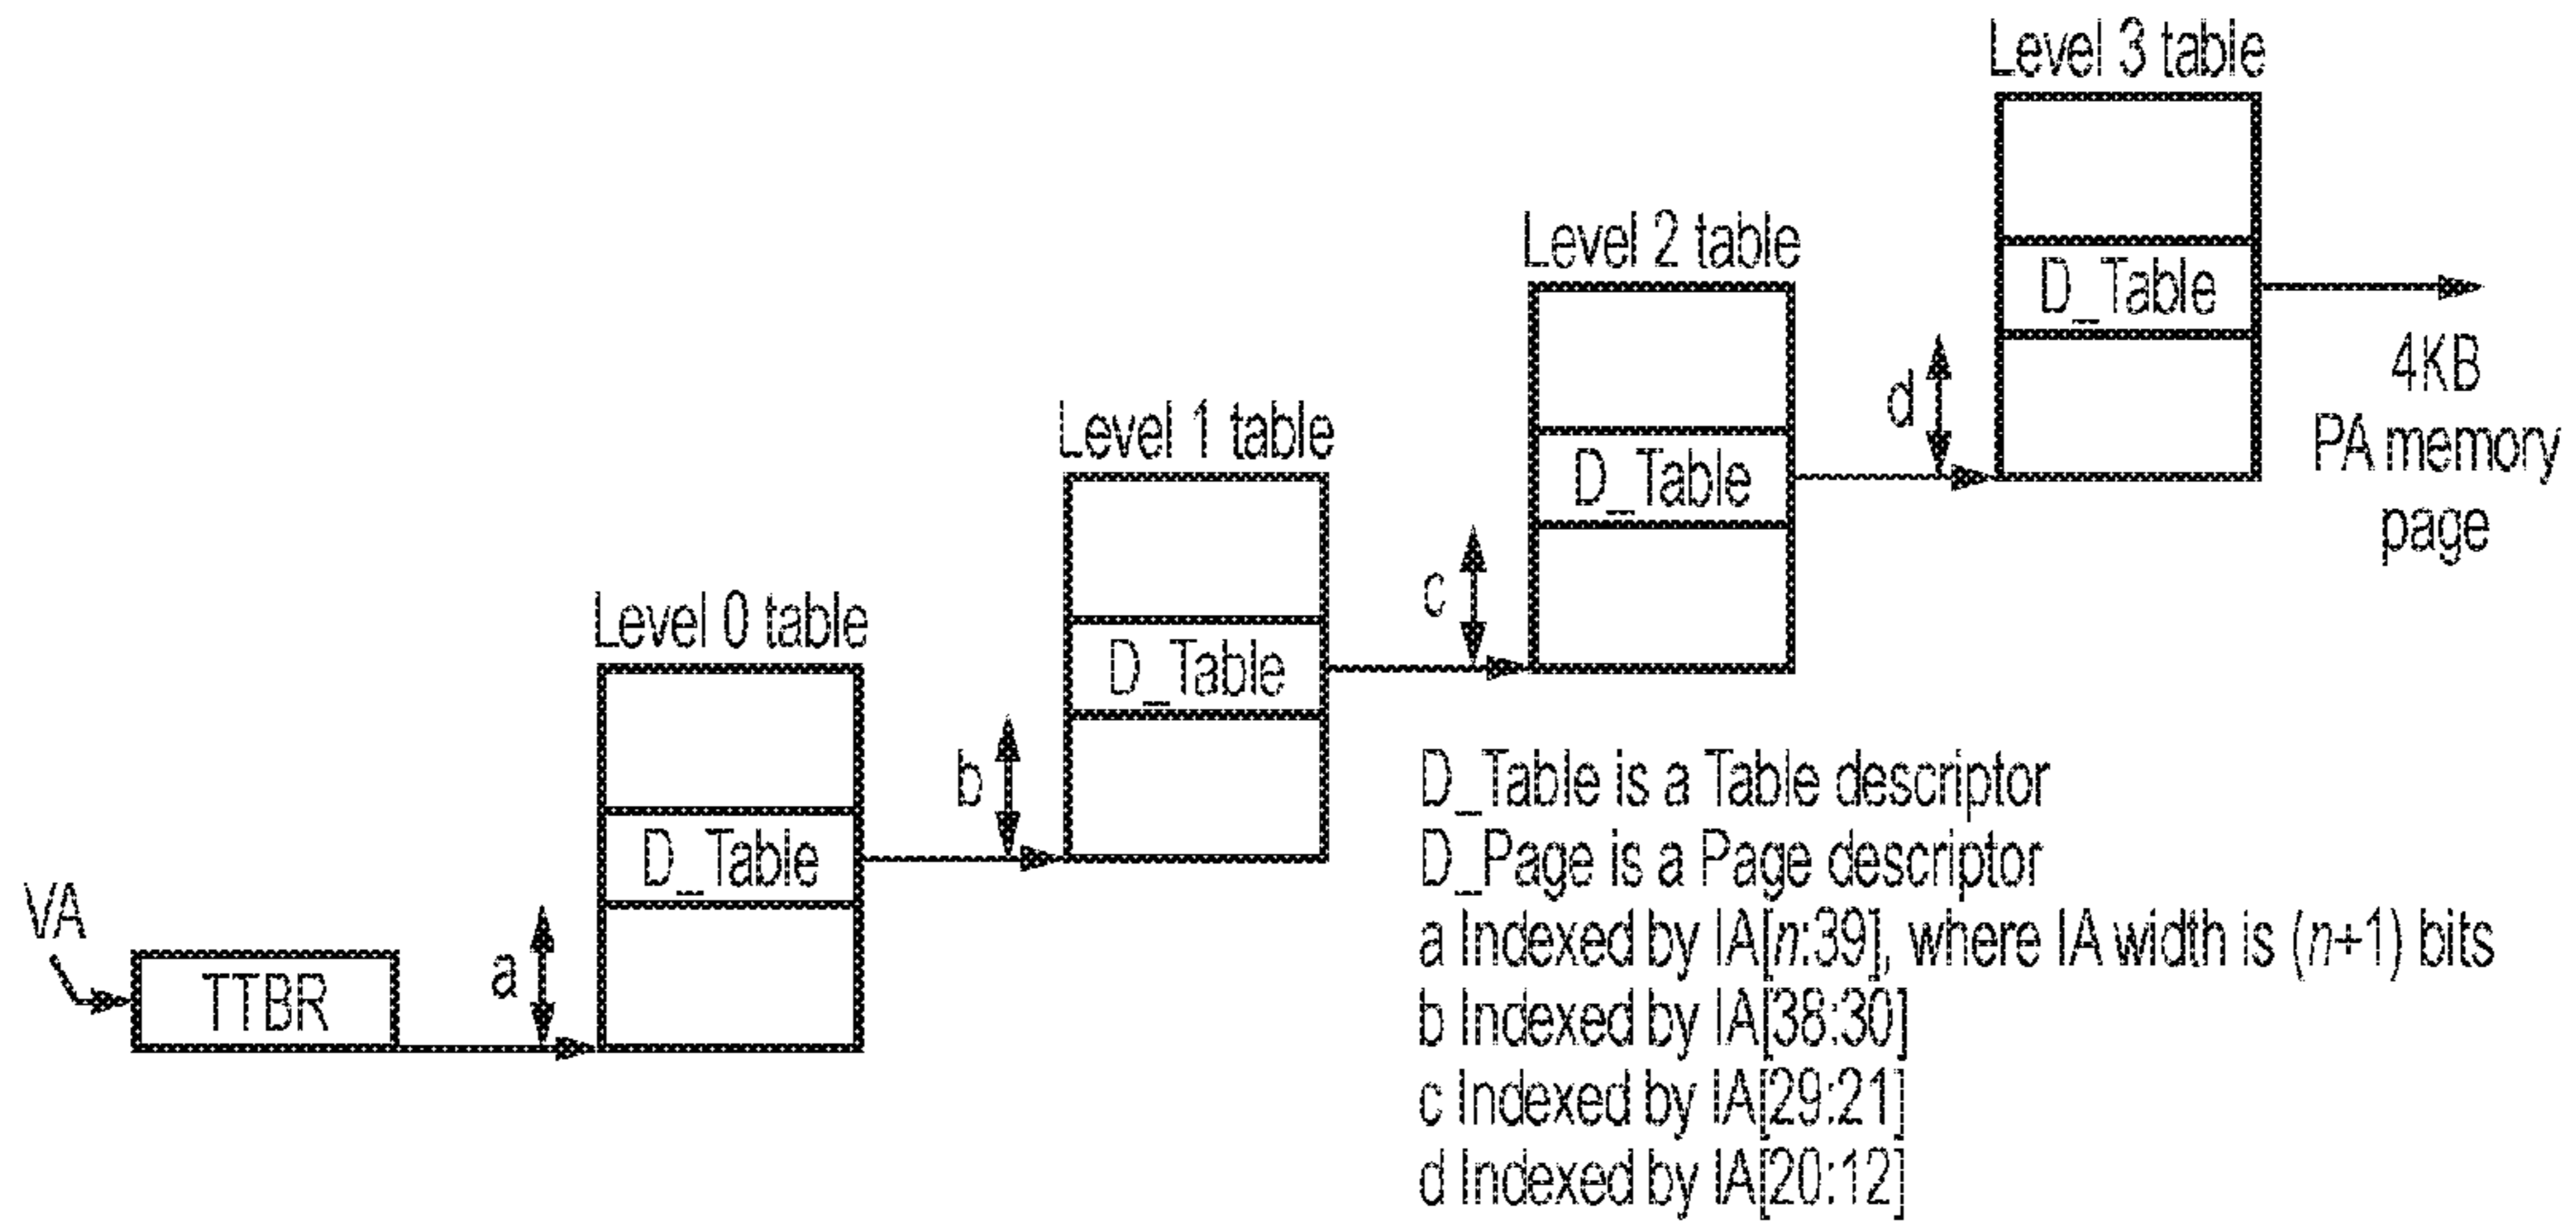 Level 3 table
D_Table
4KB
PA memory
page
d
Level 2 table
D_Table
c
Level 1 table
D_Table
b
Level 0 table
D_Table
a
VA
TTBR
D_Table is a Table descriptor
D_Page is a Page descriptor
a Indexed by IA[n:39], where IA width is (n+1) bits
b Indexed by IA[38:30]
c Indexed by IA[29:21]
d Indexed by IA[20:12]